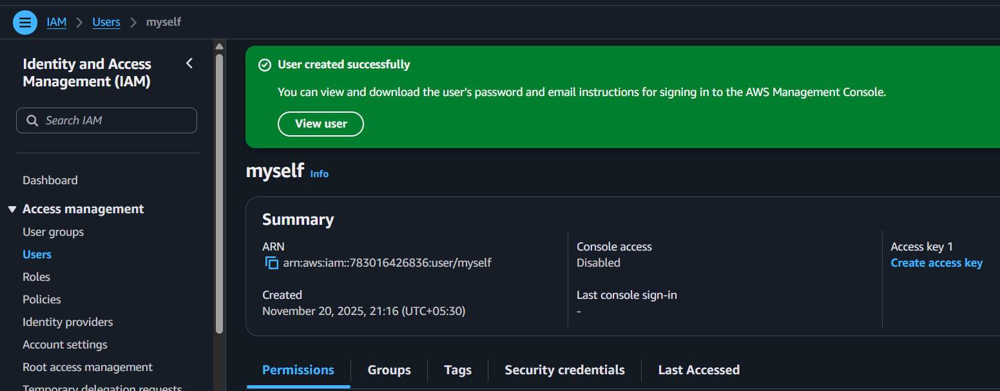 IAM > Users > myself
Identity and Access
Management (IAM)
Search IAM
Dashboard
Access management
User groups
Users
Roles
Policies
Identity providers
Account settings
Root access management
Temporary delegation requests
User created successfully
You can view and download the user’s password and email instructions for signing in to the AWS Management Console.
View user
myself Info
Summary
ARN
arn:aws:iam::783016426836:user/myself
Created
November 20, 2025, 21:16 (UTC+05:30)
Console access
Disabled
Last console sign-in
-
Access key 1
Create access key
Permissions
Groups
Tags
Security credentials
Last Accessed